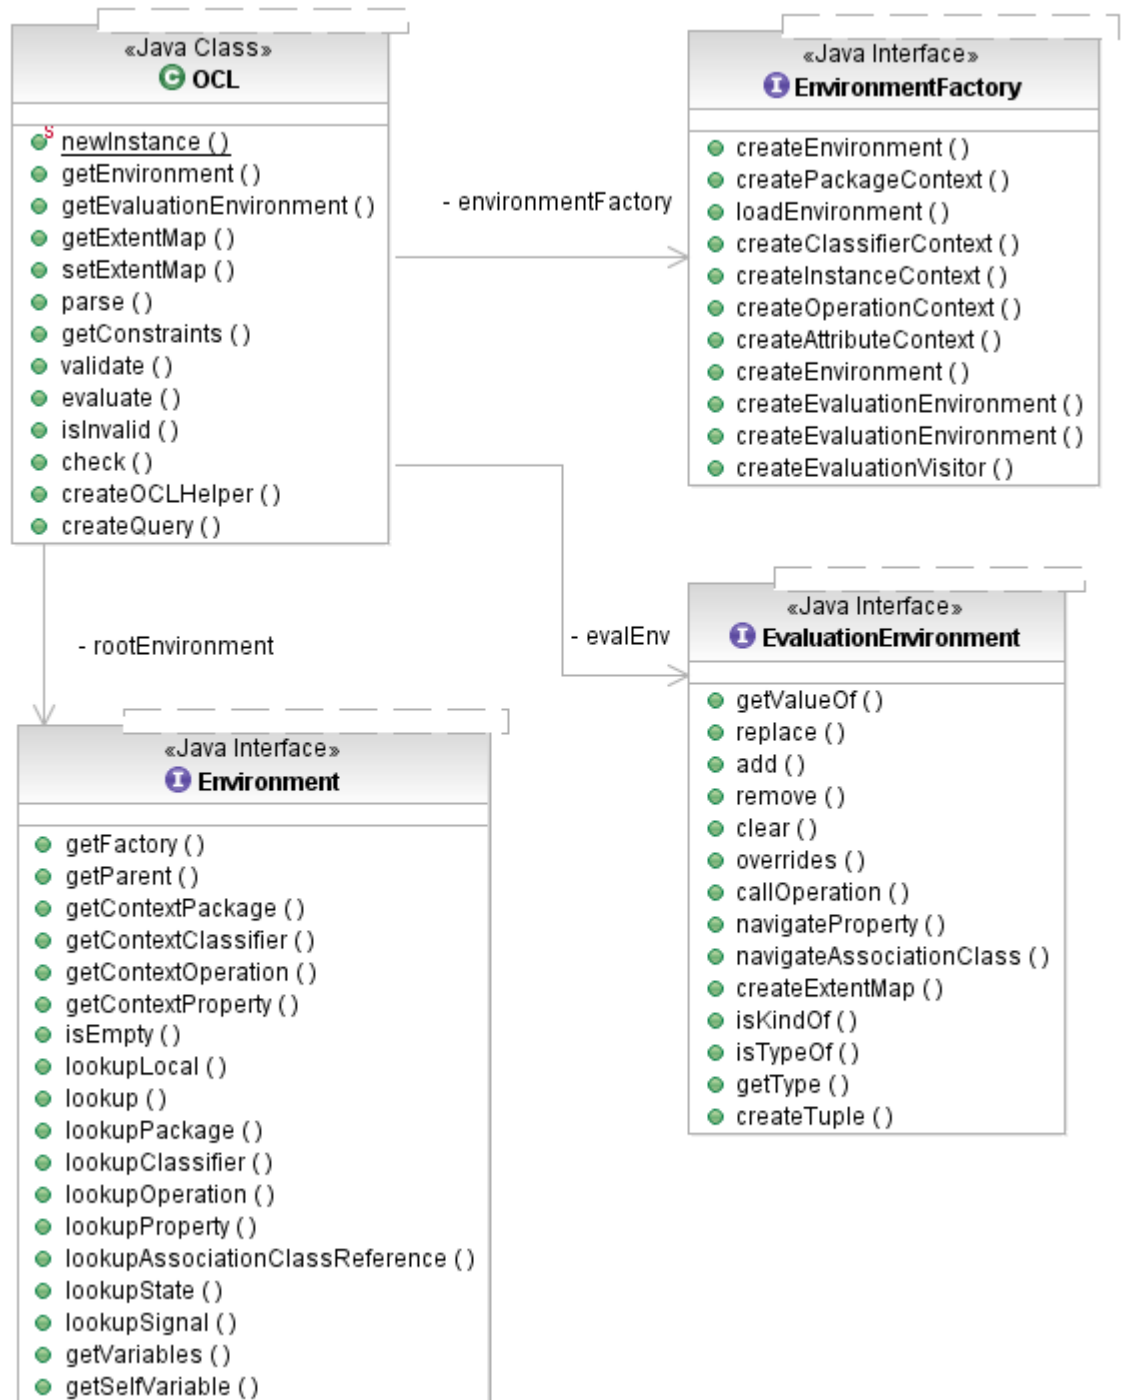 «Java Class»
C OCL
S
newInstance ( )
getEnvironment ( )
getEvaluationEnvironment ( )
getExtentMap ( )
setExtentMap ( )
parse ( )
getConstraints ( )
validate ( )
evaluate ( )
isInvalid ( )
check ( )
createOCLHelper ( )
createQuery ( )
- environmentFactory
«Java Interface»
I EnvironmentFactory
createEnvironment ( )
createPackageContext ( )
loadEnvironment ( )
createClassifierContext ( )
createInstanceContext ( )
createOperationContext ( )
createAttributeContext ( )
createEnvironment ( )
createEvaluationEnvironment ( )
createEvaluationEnvironment ( )
createEvaluationVisitor ( )
- rootEnvironment
- evalEnv
«Java Interface»
I EvaluationEnvironment
getValueOf ( )
replace ( )
add ( )
remove ( )
clear ( )
overrides ( )
callOperation ( )
navigateProperty ( )
navigateAssociationClass ( )
createExtentMap ( )
isKindOf ( )
isTypeOf ( )
getType ( )
createTuple ( )
«Java Interface»
I Environment
getFactory ( )
getParent ( )
getContextPackage ( )
getContextClassifier ( )
getContextOperation ( )
getContextProperty ( )
isEmpty ( )
lookupLocal ( )
lookup ( )
lookupPackage ( )
lookupClassifier ( )
lookupOperation ( )
lookupProperty ( )
lookupAssociationClassReference ( )
lookupState ( )
lookupSignal ( )
getVariables ( )
getSelfVariable ( )